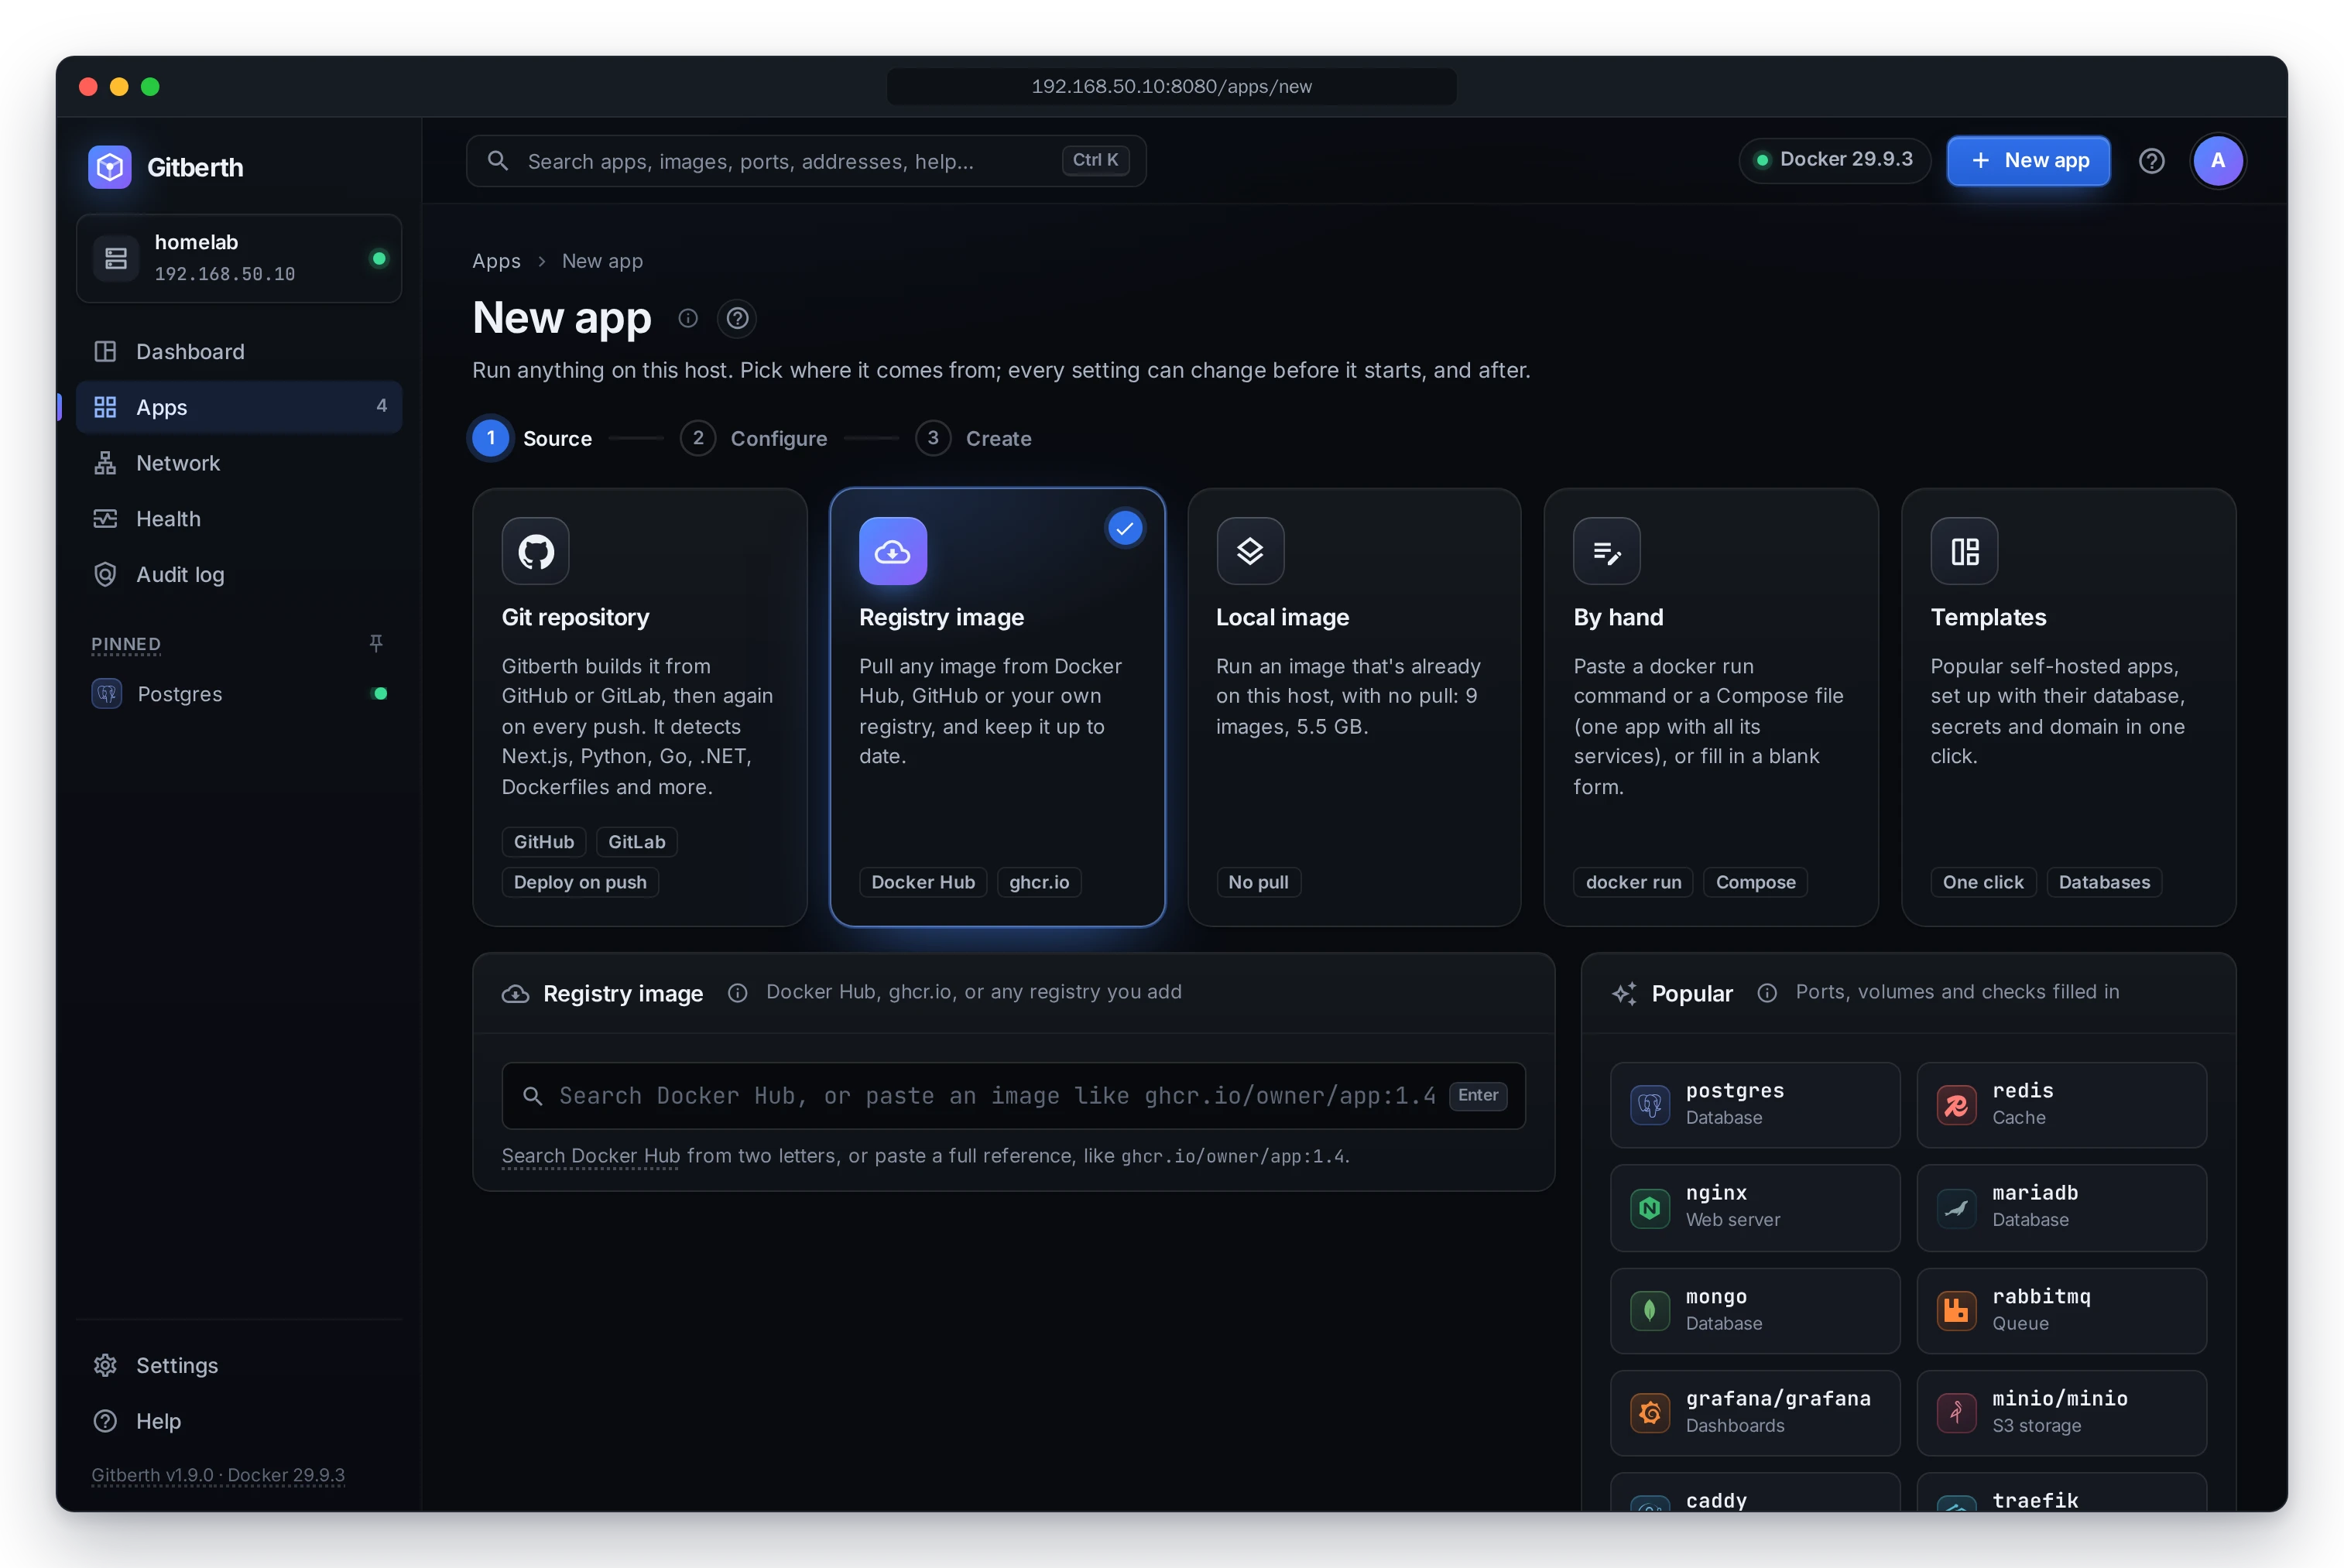 192.168.50.10:8080/apps/new
Gitberth
Search apps, images, ports, addresses, help...
Ctrl K
Docker 29.9.3
New app
A
homelab
192.168.50.10
Dashboard
Apps
4
Network
Health
Audit log
PINNED
Postgres
Settings
Help
Gitberth v1.9.0 · Docker 29.9.3
Apps
New app
New app
Run anything on this host. Pick where it comes from; every setting can change before it starts, and after.
1
Source
2
Configure
3
Create
Git repository
Gitberth builds it from
GitHub or GitLab, then again
on every push. It detects
Next.js, Python, Go, .NET,
Dockerfiles and more.
GitHub
GitLab
Deploy on push
Registry image
Pull any image from Docker
Hub, GitHub or your own
registry, and keep it up to
date.
Docker Hub
ghcr.io
Local image
Run an image that's already
on this host, with no pull: 9
images, 5.5 GB.
No pull
By hand
Paste a docker run
command or a Compose file
(one app with all its
services), or fill in a blank
form.
docker run
Compose
Templates
Popular self-hosted apps,
set up with their database,
secrets and domain in one
click.
One click
Databases
Registry image
Docker Hub, ghcr.io, or any registry you add
Search Docker Hub, or paste an image like ghcr.io/owner/app:1.4
Enter
Search Docker Hub from two letters, or paste a full reference, like ghcr.io/owner/app:1.4.
Popular
Ports, volumes and checks filled in
postgres
Database
redis
Cache
nginx
Web server
mariadb
Database
mongo
Database
rabbitmq
Queue
grafana/grafana
Dashboards
minio/minio
S3 storage
caddy
traefik